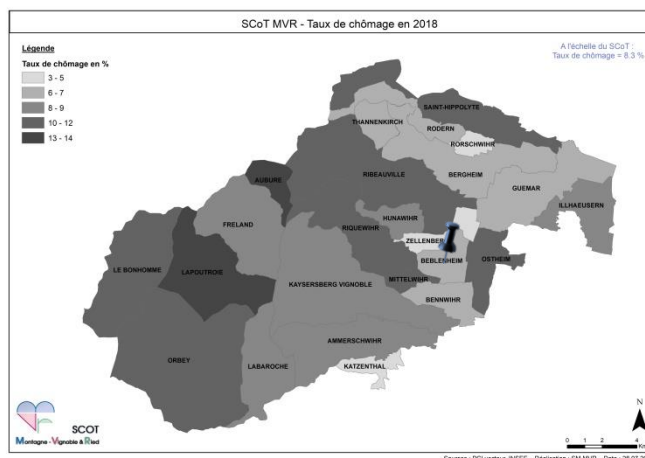 SCoT MVR - Taux de chômage en 2018
Légende
Taux de chômage en %
3 - 5
6 - 7
8 - 9
10 - 12
13 - 14
A l'échelle du SCoT :
Taux de chômage = 8.3 %
SAINT-HIPPOLYTE
THANNENKIRCH
RODERN
RORSCHWIHR
BERGHEIM
AUBURE
RIBEAUVILLE
GUEMAR
ILLHAEUSERN
FRELAND
HUNAWIHR
RIQUEWIHR
ZELLENBER
BEBLENHEIM
OSTHEIM
LE BONHOMME
LAPOUTROIE
MITTELWIHR
KAYSERSBERG VIGNOBLE
BENNWIHR
AMMERSCHWIHR
ORBEY
LABAROCHE
KATZENTHAL
N
0 1 2 4
SCOT
Montagne - Vignoble & Ried